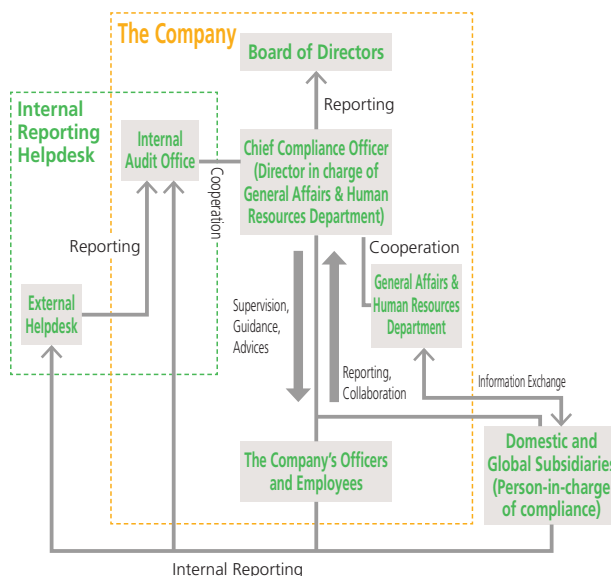 The Company
Board of Directors
Reporting
Internal
Reporting
Helpdesk
Internal
Audit Office
Cooperation
Chief Compliance Officer
(Director in charge of
General Affairs & Human
Resources Department)
Reporting
Cooperation
External
Helpdesk
General Affairs &
Human Resources
Department
Supervision,
Guidance,
Advices
Reporting,
Collaboration
Information Exchange
The Company's Officers
and Employees
Domestic and
Global Subsidiaries
(Person-in-charge
of compliance)
Internal Reporting